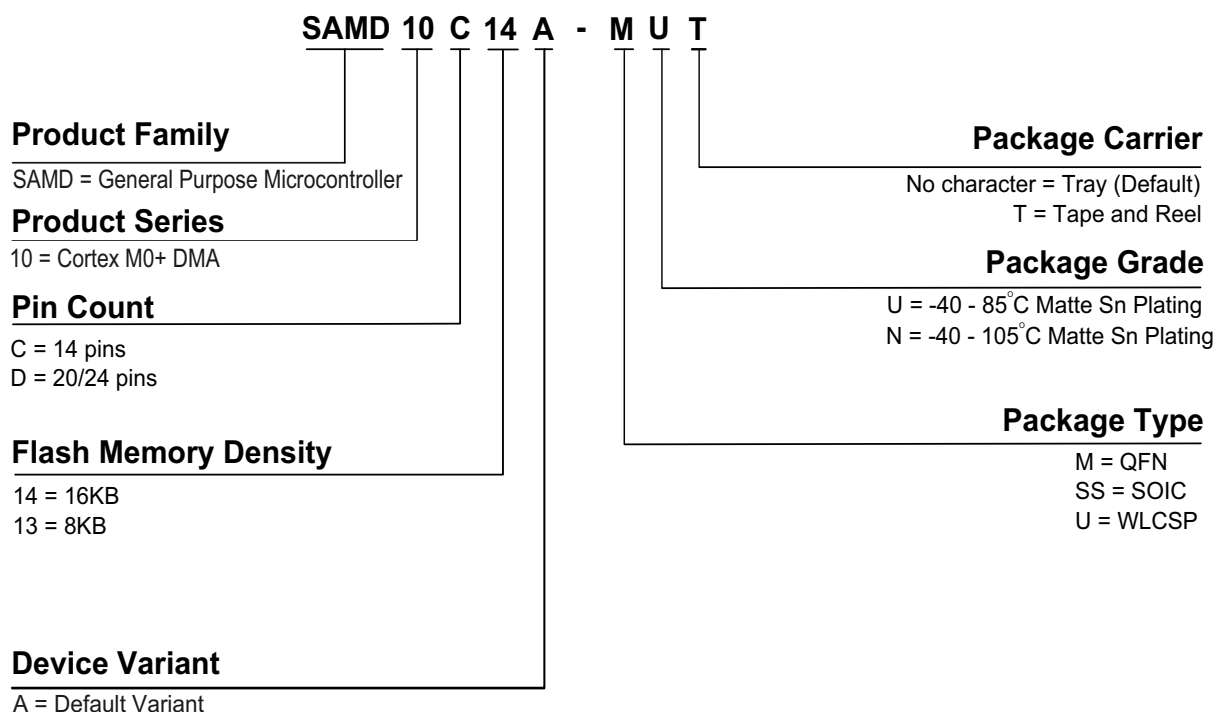 SAMD 10 C 14 A - M U T
Product Family
SAMD = General Purpose Microcontroller
Product Series
10 = Cortex M0+ DMA
Pin Count
C = 14 pins
D = 20/24 pins
Flash Memory Density
14 = 16KB
13 = 8KB
Device Variant
A = Default Variant
Package Carrier
No character = Tray (Default)
T = Tape and Reel
Package Grade
U = -40 - 85°C Matte Sn Plating
N = -40 - 105°C Matte Sn Plating
Package Type
M = QFN
SS = SOIC
U = WLCSP